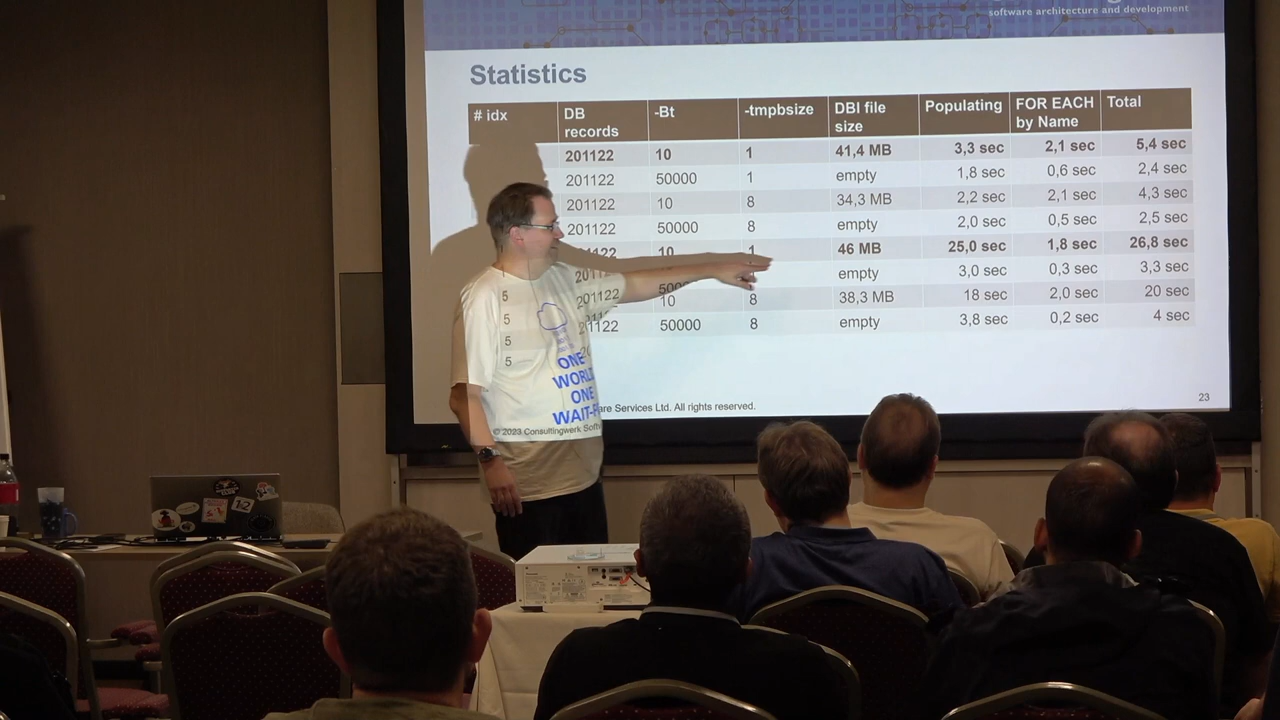 software architecture and development
Statistics
# idx DB records -Bt -tmpbsize DBI file size Populating FOR EACH by Name Total
201122 10 1 41,4 MB 3,3 sec 2,1 sec 5,4 sec
201122 50000 1 empty 1,8 sec 0,6 sec 2,4 sec
201122 10 8 34,3 MB 2,2 sec 2,1 sec 4,3 sec
201122 50000 8 empty 2,0 sec 0,5 sec 2,5 sec
10 1 46 MB 25,0 sec 1,8 sec 26,8 sec
5 empty 3,0 sec 0,3 sec 3,3 sec
5 201122 10 8 38,3 MB 18 sec 2,0 sec 20 sec
5 50000 8 empty 3,8 sec 0,2 sec 4 sec
5
ONE
WORLD
ONE
WAIT-
© 2023 Consultingwerk Software Services Ltd. All rights reserved.
23